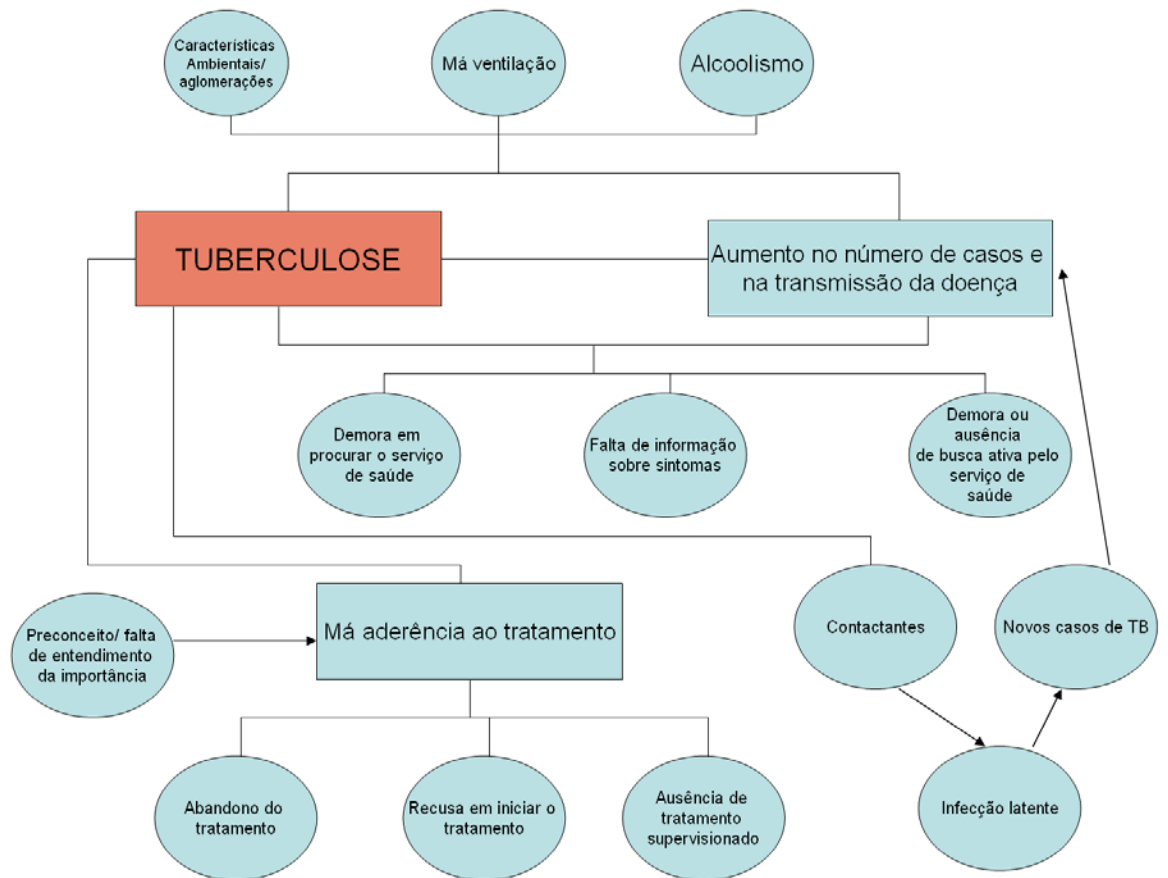 Características
Ambientais/
aglomerações
Má ventilação
Alcoolismo
TUBERCULOSE
Aumento no número de casos e
na transmissão da doença
Demora em
procurar o serviço
de saúde
Falta de informação
sobre sintomas
Demora ou
ausência
de busca ativa pelo
serviço de
saúde
Preconceito/ falta
de entendimento
da importância
Má aderência ao tratamento
Contactantes
Novos casos de TB
Abandono do
tratamento
Recusa em iniciar o
tratamento
Ausência de
tratamento
supervisionado
Infecção latente